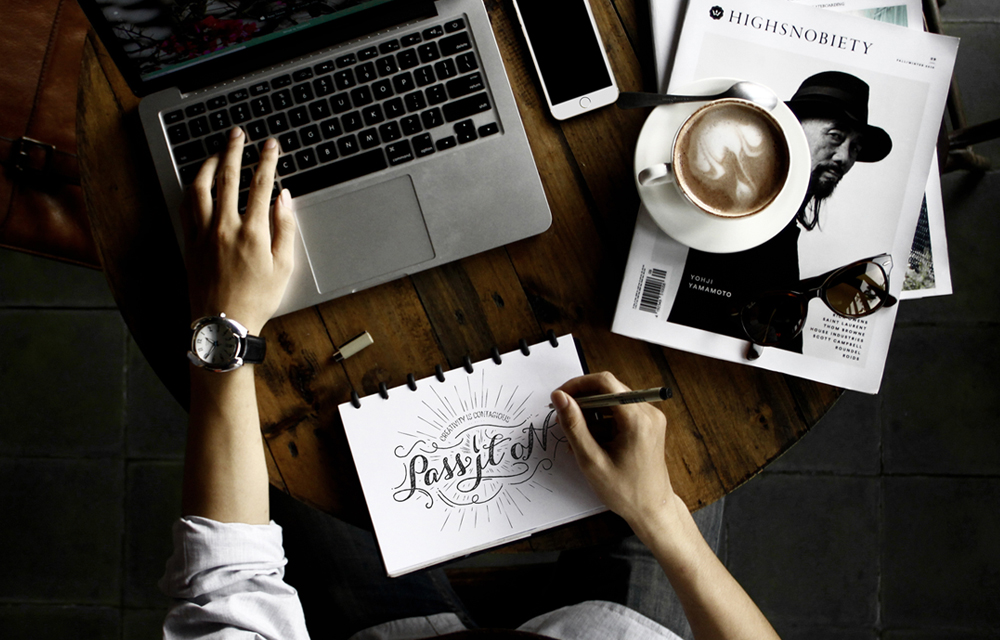 HIGHSNOBIETY
YOHJI
YAMAMOTO
SAINT LAURENT
THOM BROWNE
HOUSE INDUSTRIES
SCOTT CAMPBELL
ROUNDEL
CREATIVITY IS CONTAGIOUS
Pass it oN